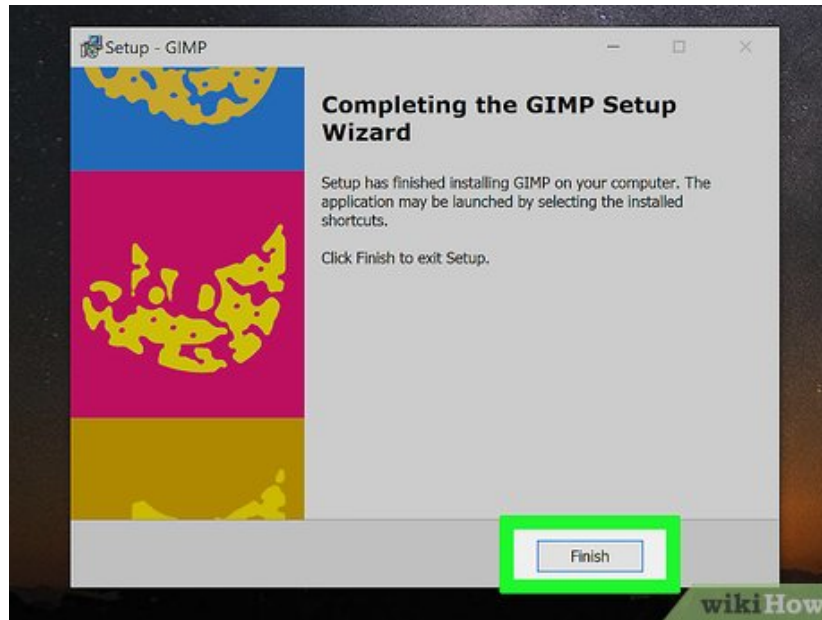 Setup - GIMP
Completing the GIMP Setup
Wizard
Setup has finished installing GIMP on your computer. The
application may be launched by selecting the installed
shortcuts.
Click Finish to exit Setup.
Finish
wikiHow